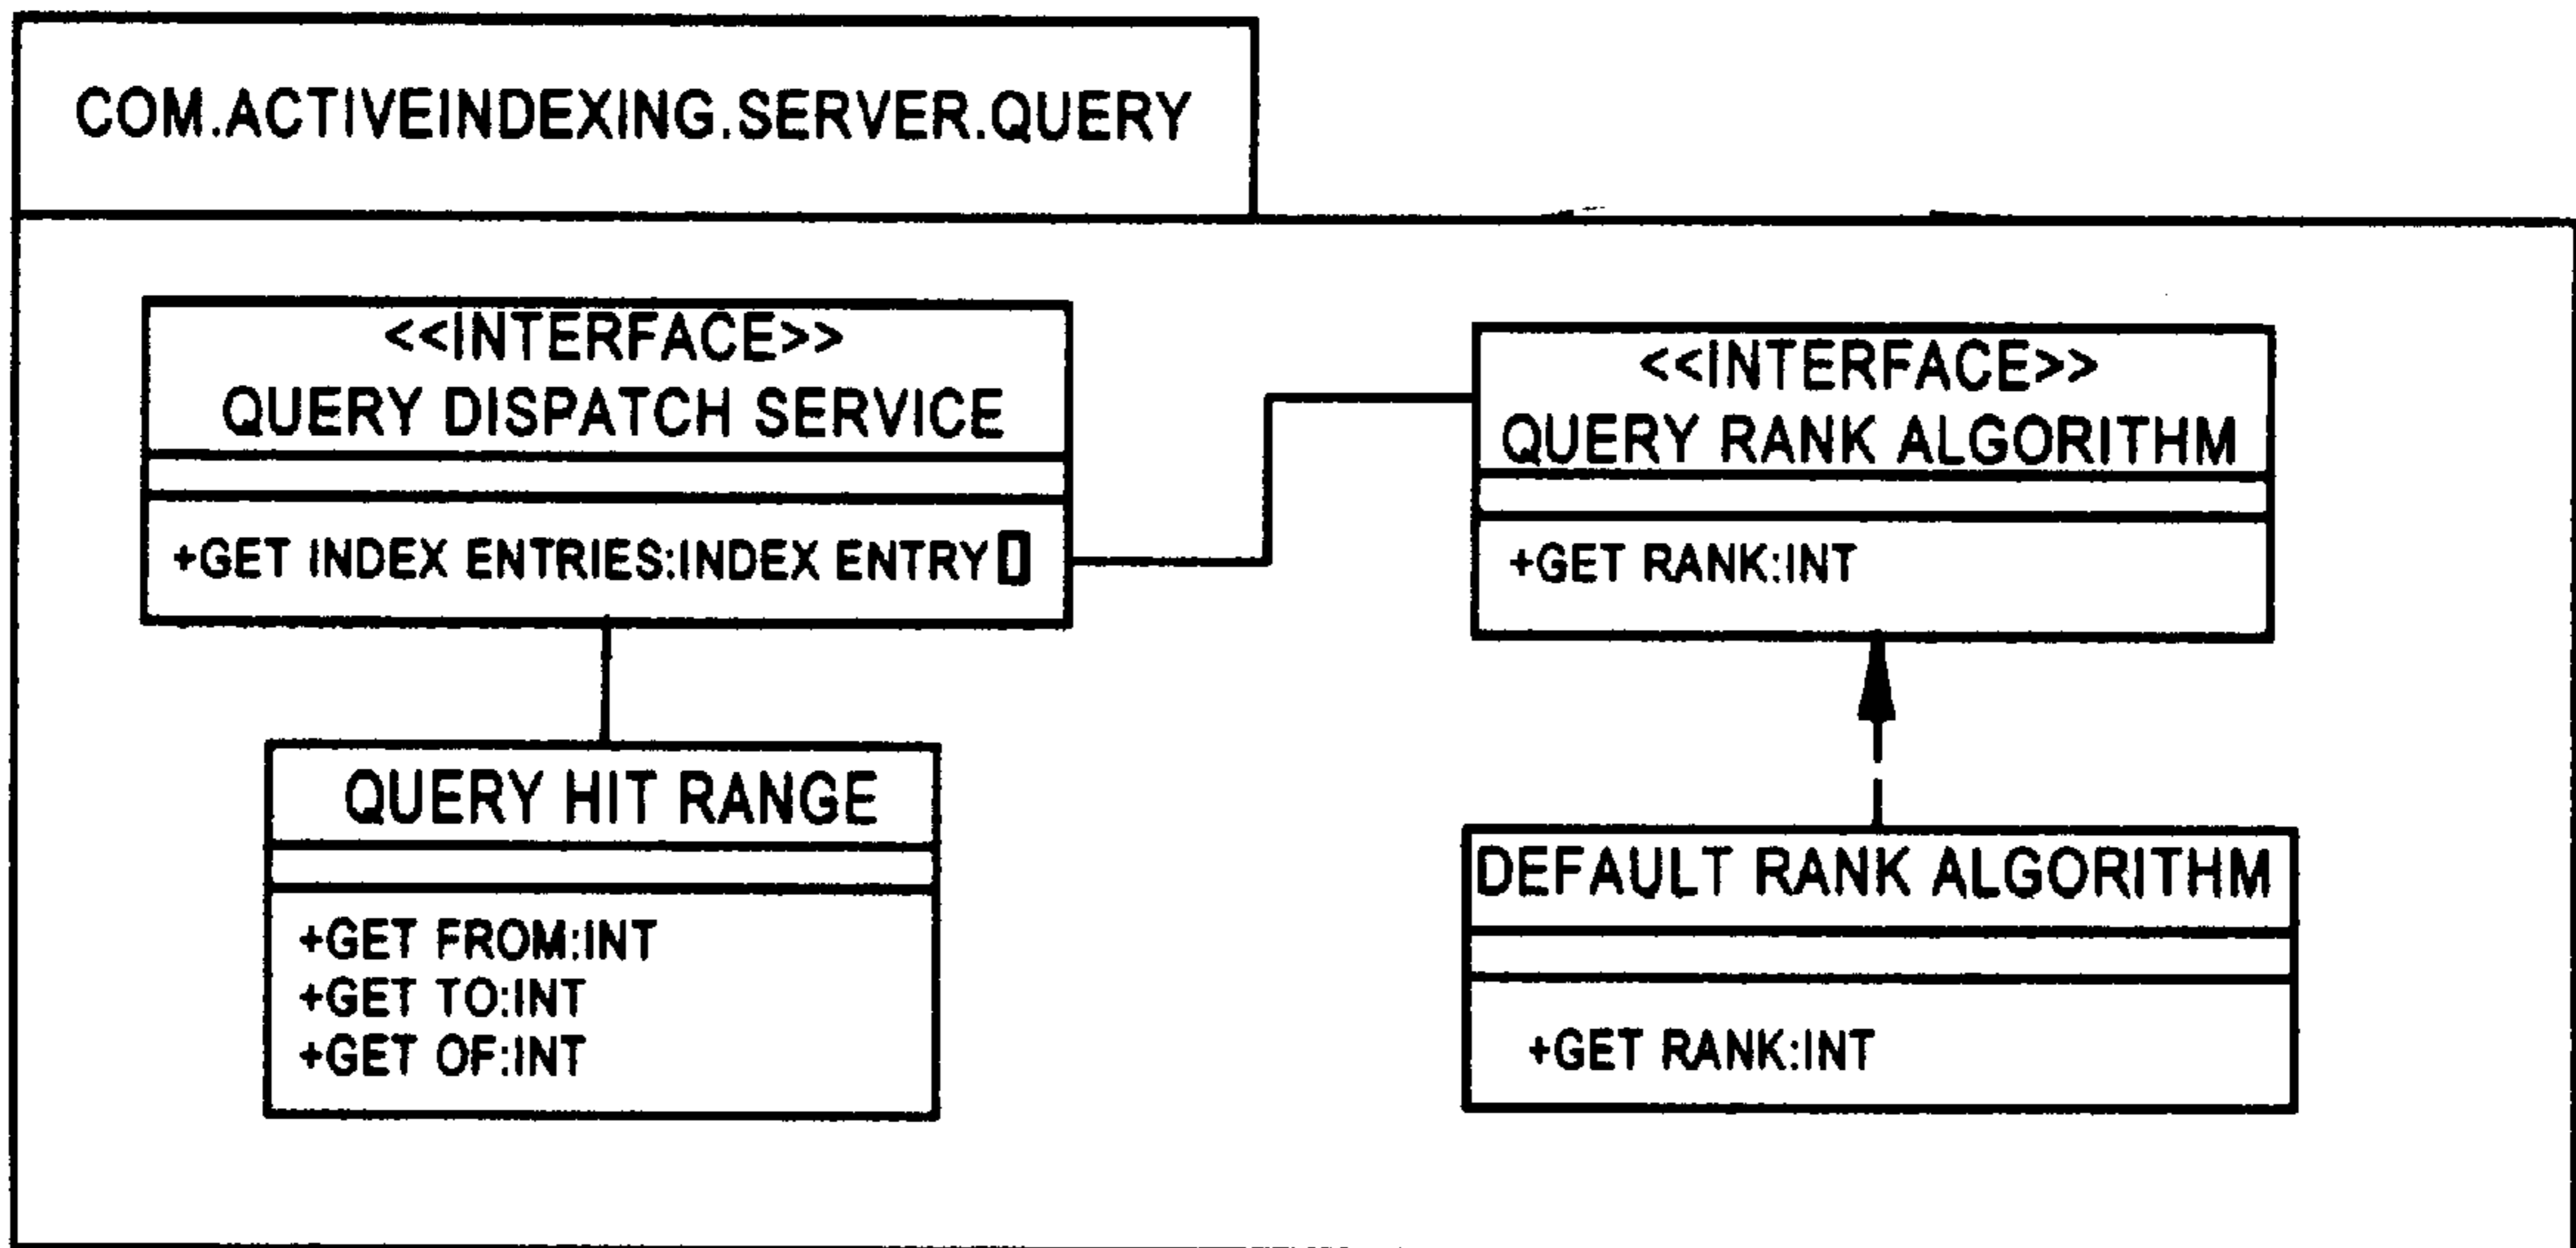 COM.ACTIVEINDEXING.SERVER.QUERY
<<INTERFACE>>
QUERY DISPATCH SERVICE
+GET INDEX ENTRIES:INDEX ENTRY[]
<<INTERFACE>>
QUERY RANK ALGORITHM
+GET RANK:INT
QUERY HIT RANGE
+GET FROM:INT
+GET TO:INT
+GET OF:INT
DEFAULT RANK ALGORITHM
+GET RANK:INT